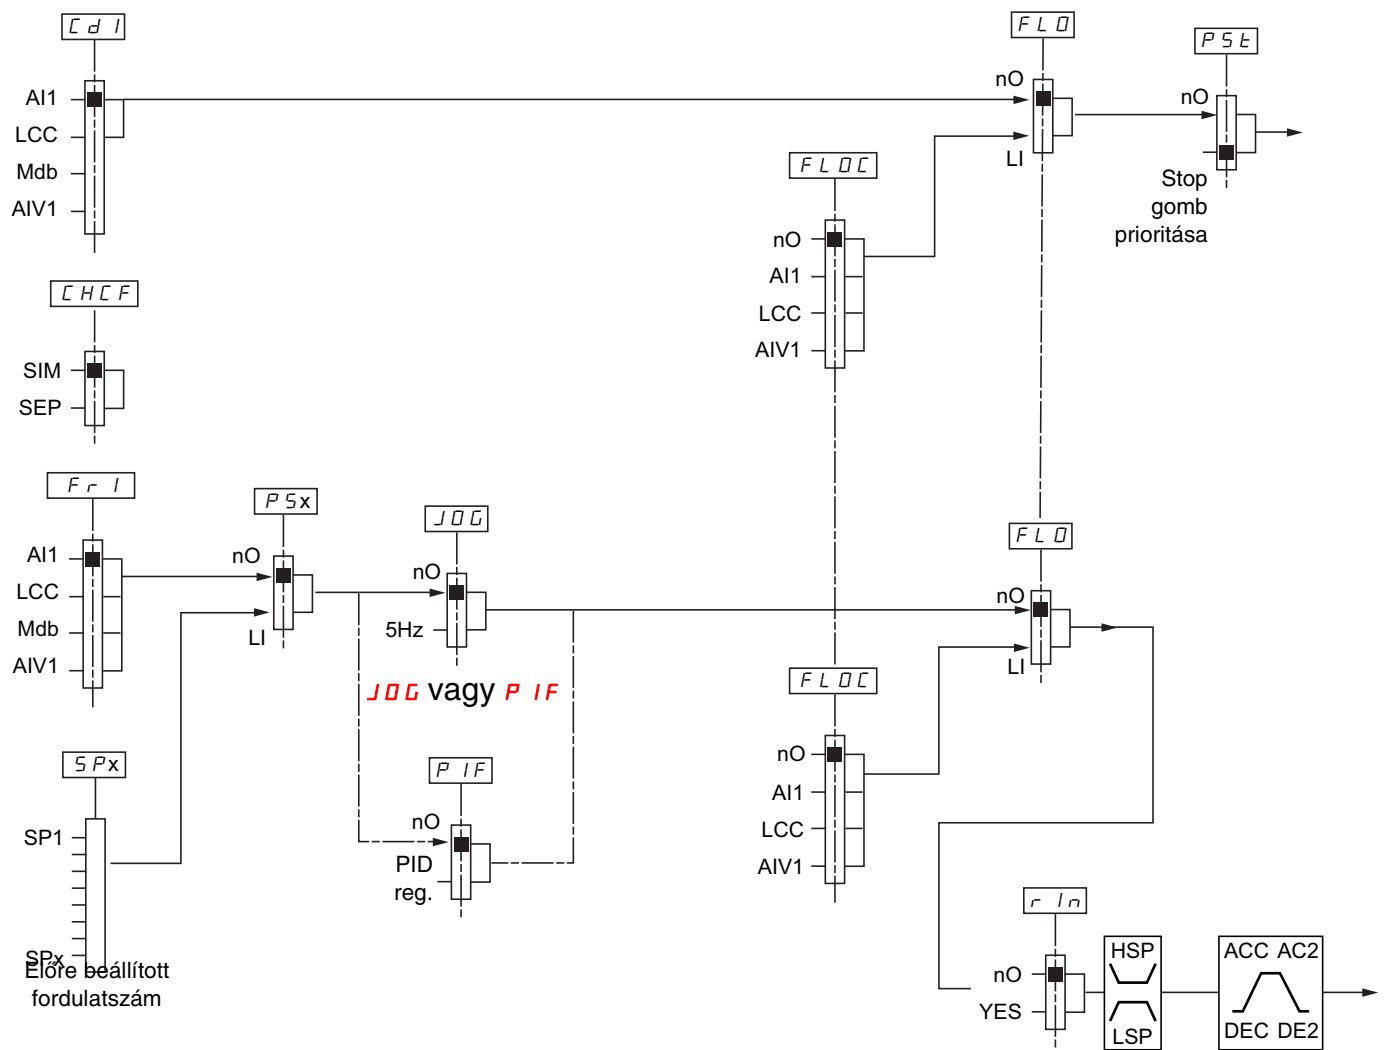 Cd1
AI1
LCC
Mdb
AIV1
FLO
nO
LI
PSt
nO
Stop
gomb
prioritása
FLOC
nO
AI1
LCC
AIV1
CHCF
SIM
SEP
Fr1
AI1
LCC
Mdb
AIV1
PSx
nO
LI
JOG
nO
5Hz
JOG vagy PIF
PIF
nO
PID
reg.
SPx
SP1
SPx
Előre beállított
fordulatszám
FLO
nO
LI
FLOC
nO
AI1
LCC
AIV1
rIn
nO
YES
HSP
LSP
ACC AC2
DEC DE2